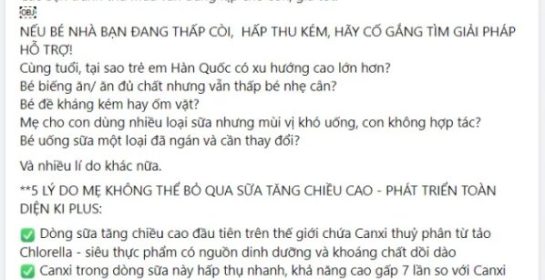 OBJ
NẾU BÉ NHÀ BẠN ĐANG THẤP CÒI,  HẤP THU KÉM, HÃY CỐ GẮNG TÌM GIẢI PHÁP
HỖ TRỢ!
Cùng tuổi, tại sao trẻ em Hàn Quốc có xu hướng cao lớn hơn?
Bé biếng ăn/ ăn đủ chất nhưng vẫn thấp bé nhẹ cân?
Bé đề kháng kém hay ốm vặt?
Mẹ cho con dùng nhiều loại sữa nhưng mùi vị khó uống, con không hợp tác?
Bé uống sữa một loại đã ngán và cần thay đổi?
Và nhiều lí do khác nữa.
**5 LÝ DO MẸ KHÔNG THỂ BỎ QUA SỮA TĂNG CHIỀU CAO - PHÁT TRIỂN TOÀN
DIỆN KI PLUS:
✅ Dòng sữa tăng chiều cao đầu tiên trên thế giới chứa Canxi thuỷ phân từ tảo
Chlorella - siêu thực phẩm có nguồn dinh dưỡng và khoáng chất dồi dào
✅ Canxi trong dòng sữa này hấp thụ nhanh, khả năng cao gấp 7 lần so với Canxi